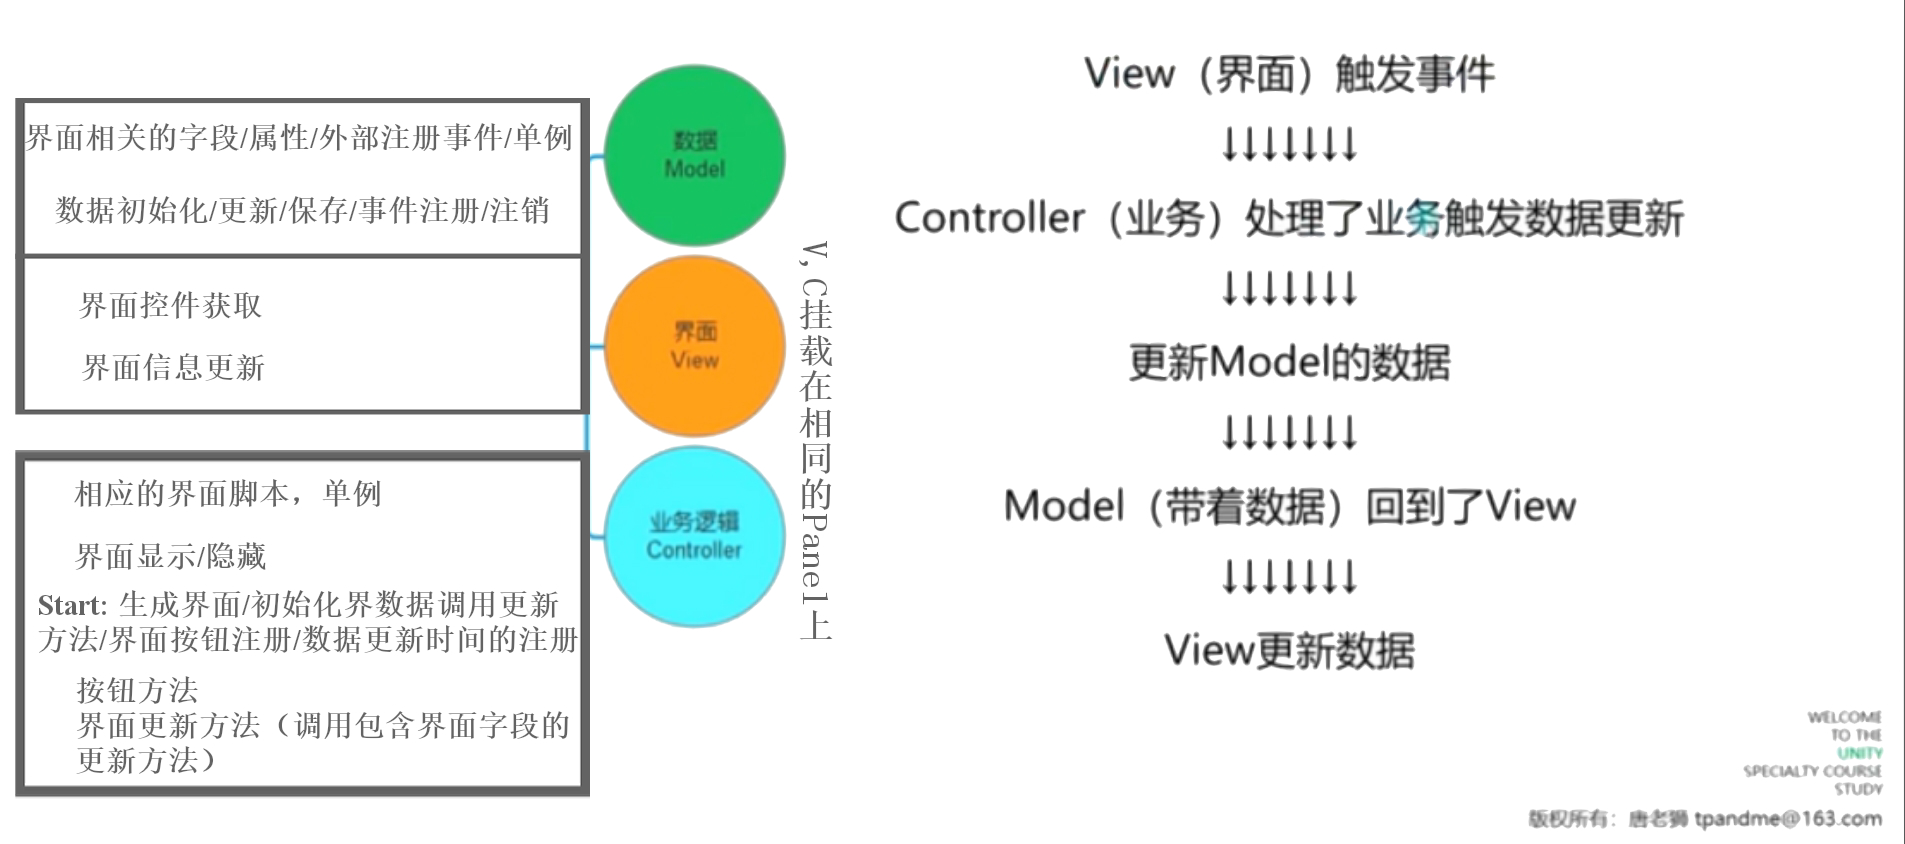 界面相关的字段/属性/外部注册事件/单例
数据初始化/更新/保存/事件注册/注销
界面控件获取
界面信息更新
相应的界面脚本，单例
界面显示/隐藏
Start: 生成界面/初始化界数据调用更新
方法/界面按钮注册/数据更新时间的注册
按钮方法
界面更新方法（调用包含界面字段的
更新方法）
数据
Model
界面
View
业务逻辑
Controller
V,C挂载在相同的Panel上
View（界面）触发事件
↓↓↓↓↓↓↓
Controller（业务）处理了业务触发数据更新
↓↓↓↓↓↓↓
更新Model的数据
↓↓↓↓↓↓↓
Model（带着数据）回到了View
↓↓↓↓↓↓↓
View更新数据
WELCOME
TO THE
UNITY
SPECIALTY COURSE
STUDY
版权所有：唐老狮 tpandme@163.com